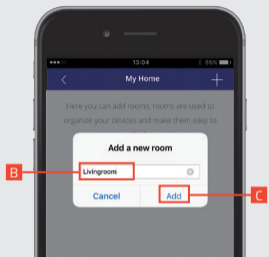 13:04 85%
My Home
Here you can add rooms, rooms are used to
organise your devices and make them easy to
Add a new room
B
Livingroom
Cancel Add
C